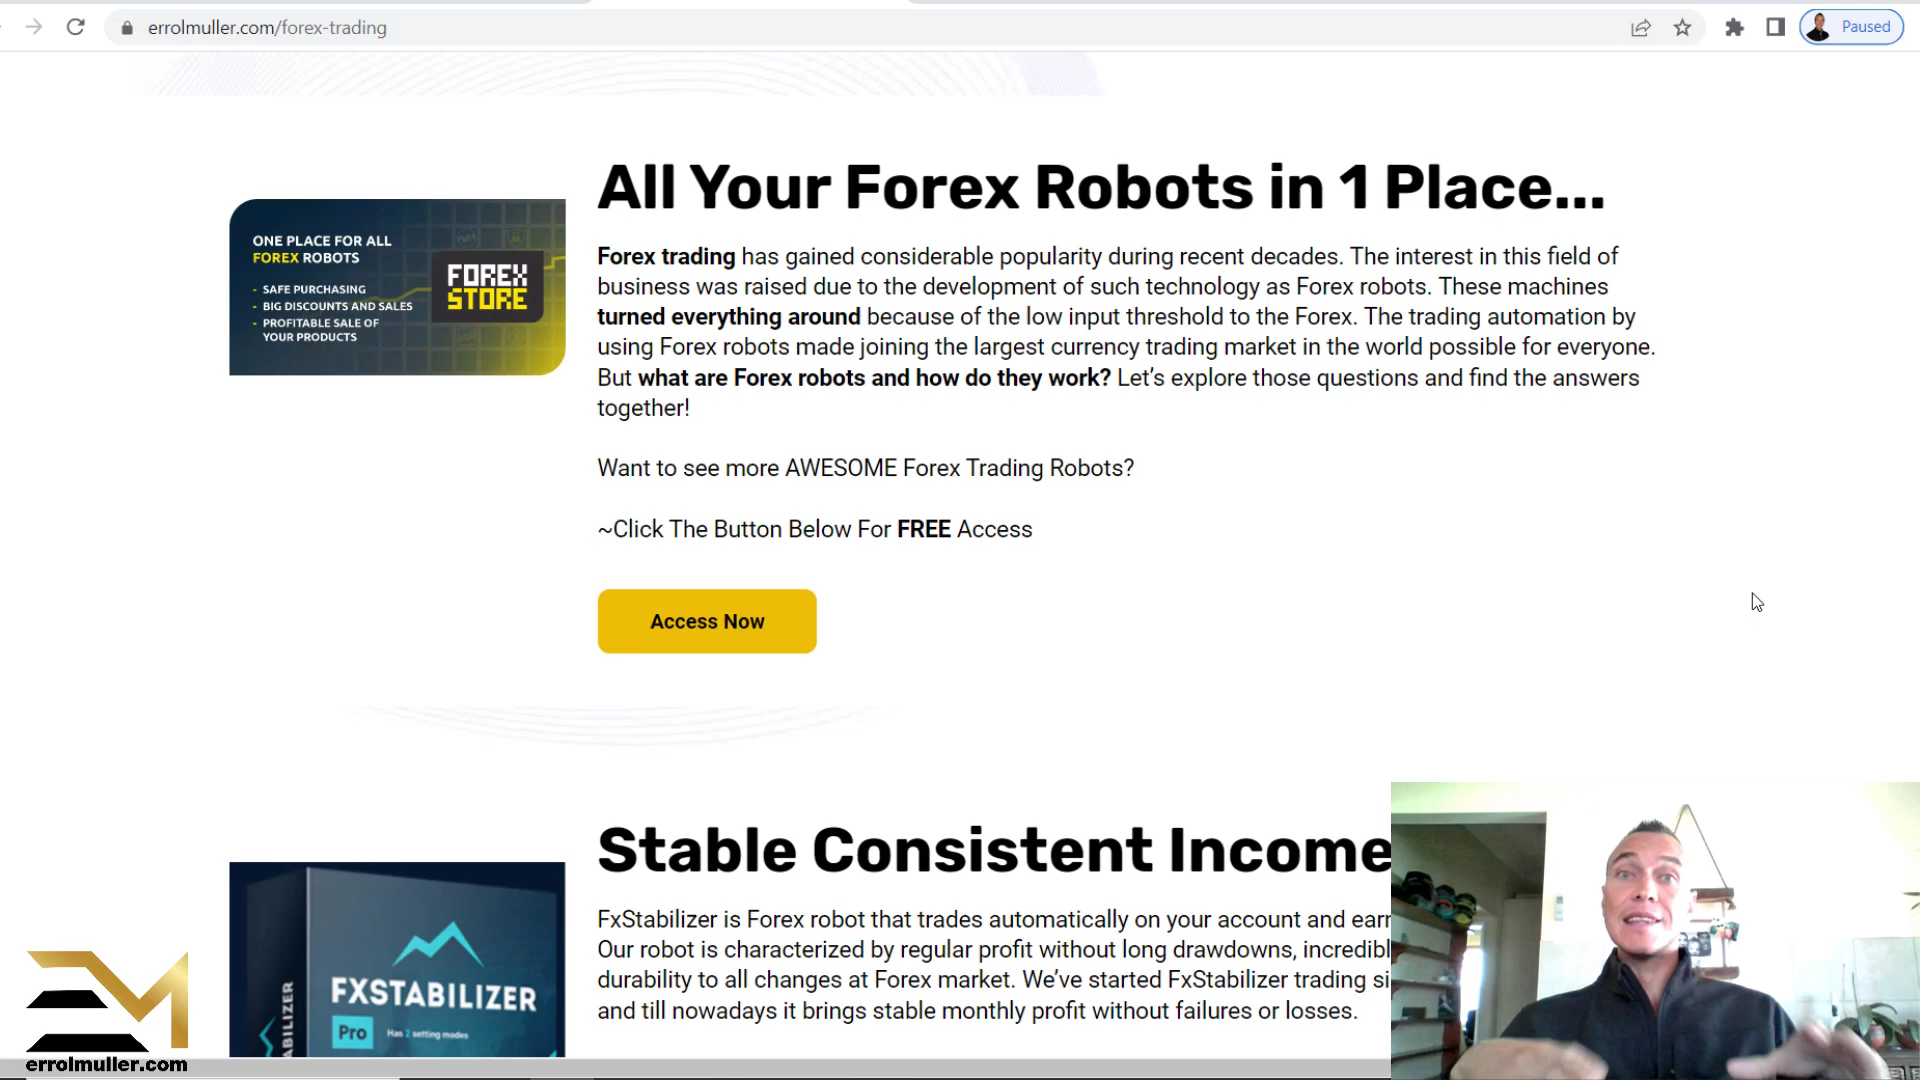 errolmuller.com/forex-trading
Paused
All Your Forex Robots in 1 Place...
ONE PLACE FOR ALL
FOREX ROBOTS
- SAFE PURCHASING
- BIG DISCOUNTS AND SALES
- PROFITABLE SALE OF
YOUR PRODUCTS
FOREX
STORE
Forex trading has gained considerable popularity during recent decades. The interest in this field of
business was raised due to the development of such technology as Forex robots. These machines
turned everything around because of the low input threshold to the Forex. The trading automation by
using Forex robots made joining the largest currency trading market in the world possible for everyone.
But what are Forex robots and how do they work? Let’s explore those questions and find the answers
together!
Want to see more AWESOME Forex Trading Robots?
~Click The Button Below For FREE Access
Access Now
Stable Consistent Income
FxStabilizer is Forex robot that trades automatically on your account and ear
Our robot is characterized by regular profit without long drawdowns, incredibl
durability to all changes at Forex market. We’ve started FxStabilizer trading si
and till nowadays it brings stable monthly profit without failures or losses.
FXSTABILIZER
Pro Has 2 setting modes
ABILIZER
errolmuller.com